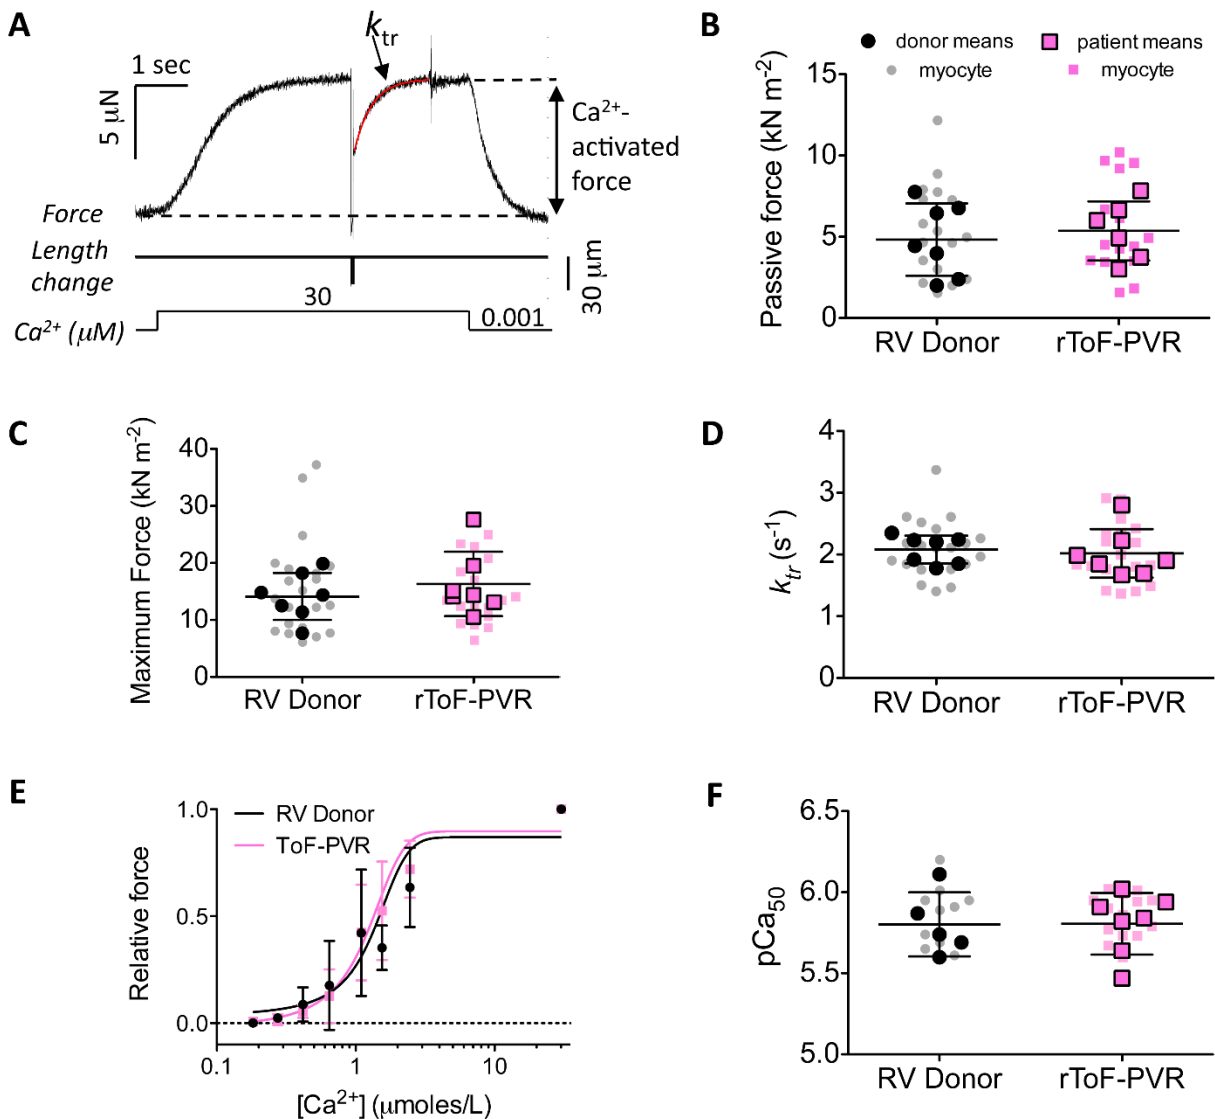 A
k_tr
1 sec
5 µN
Ca²⁺-
activated
force
Force
Length
change
30 µm
30
Ca²⁺ (µM)
0.001
B
donor means
patient means
myocyte
myocyte
Passive force (kN m⁻²)
15
10
5
0
RV Donor
rToF-PVR
C
Maximum Force (kN m⁻²)
40
30
20
10
0
RV Donor
rToF-PVR
D
k_tr (s⁻¹)
4
3
2
1
0
RV Donor
rToF-PVR
E
RV Donor
ToF-PVR
Relative force
1.0
0.5
0.0
0.1
1
10
[Ca²⁺] (µmoles/L)
F
pCa₅₀
6.5
6.0
5.5
5.0
RV Donor
rToF-PVR